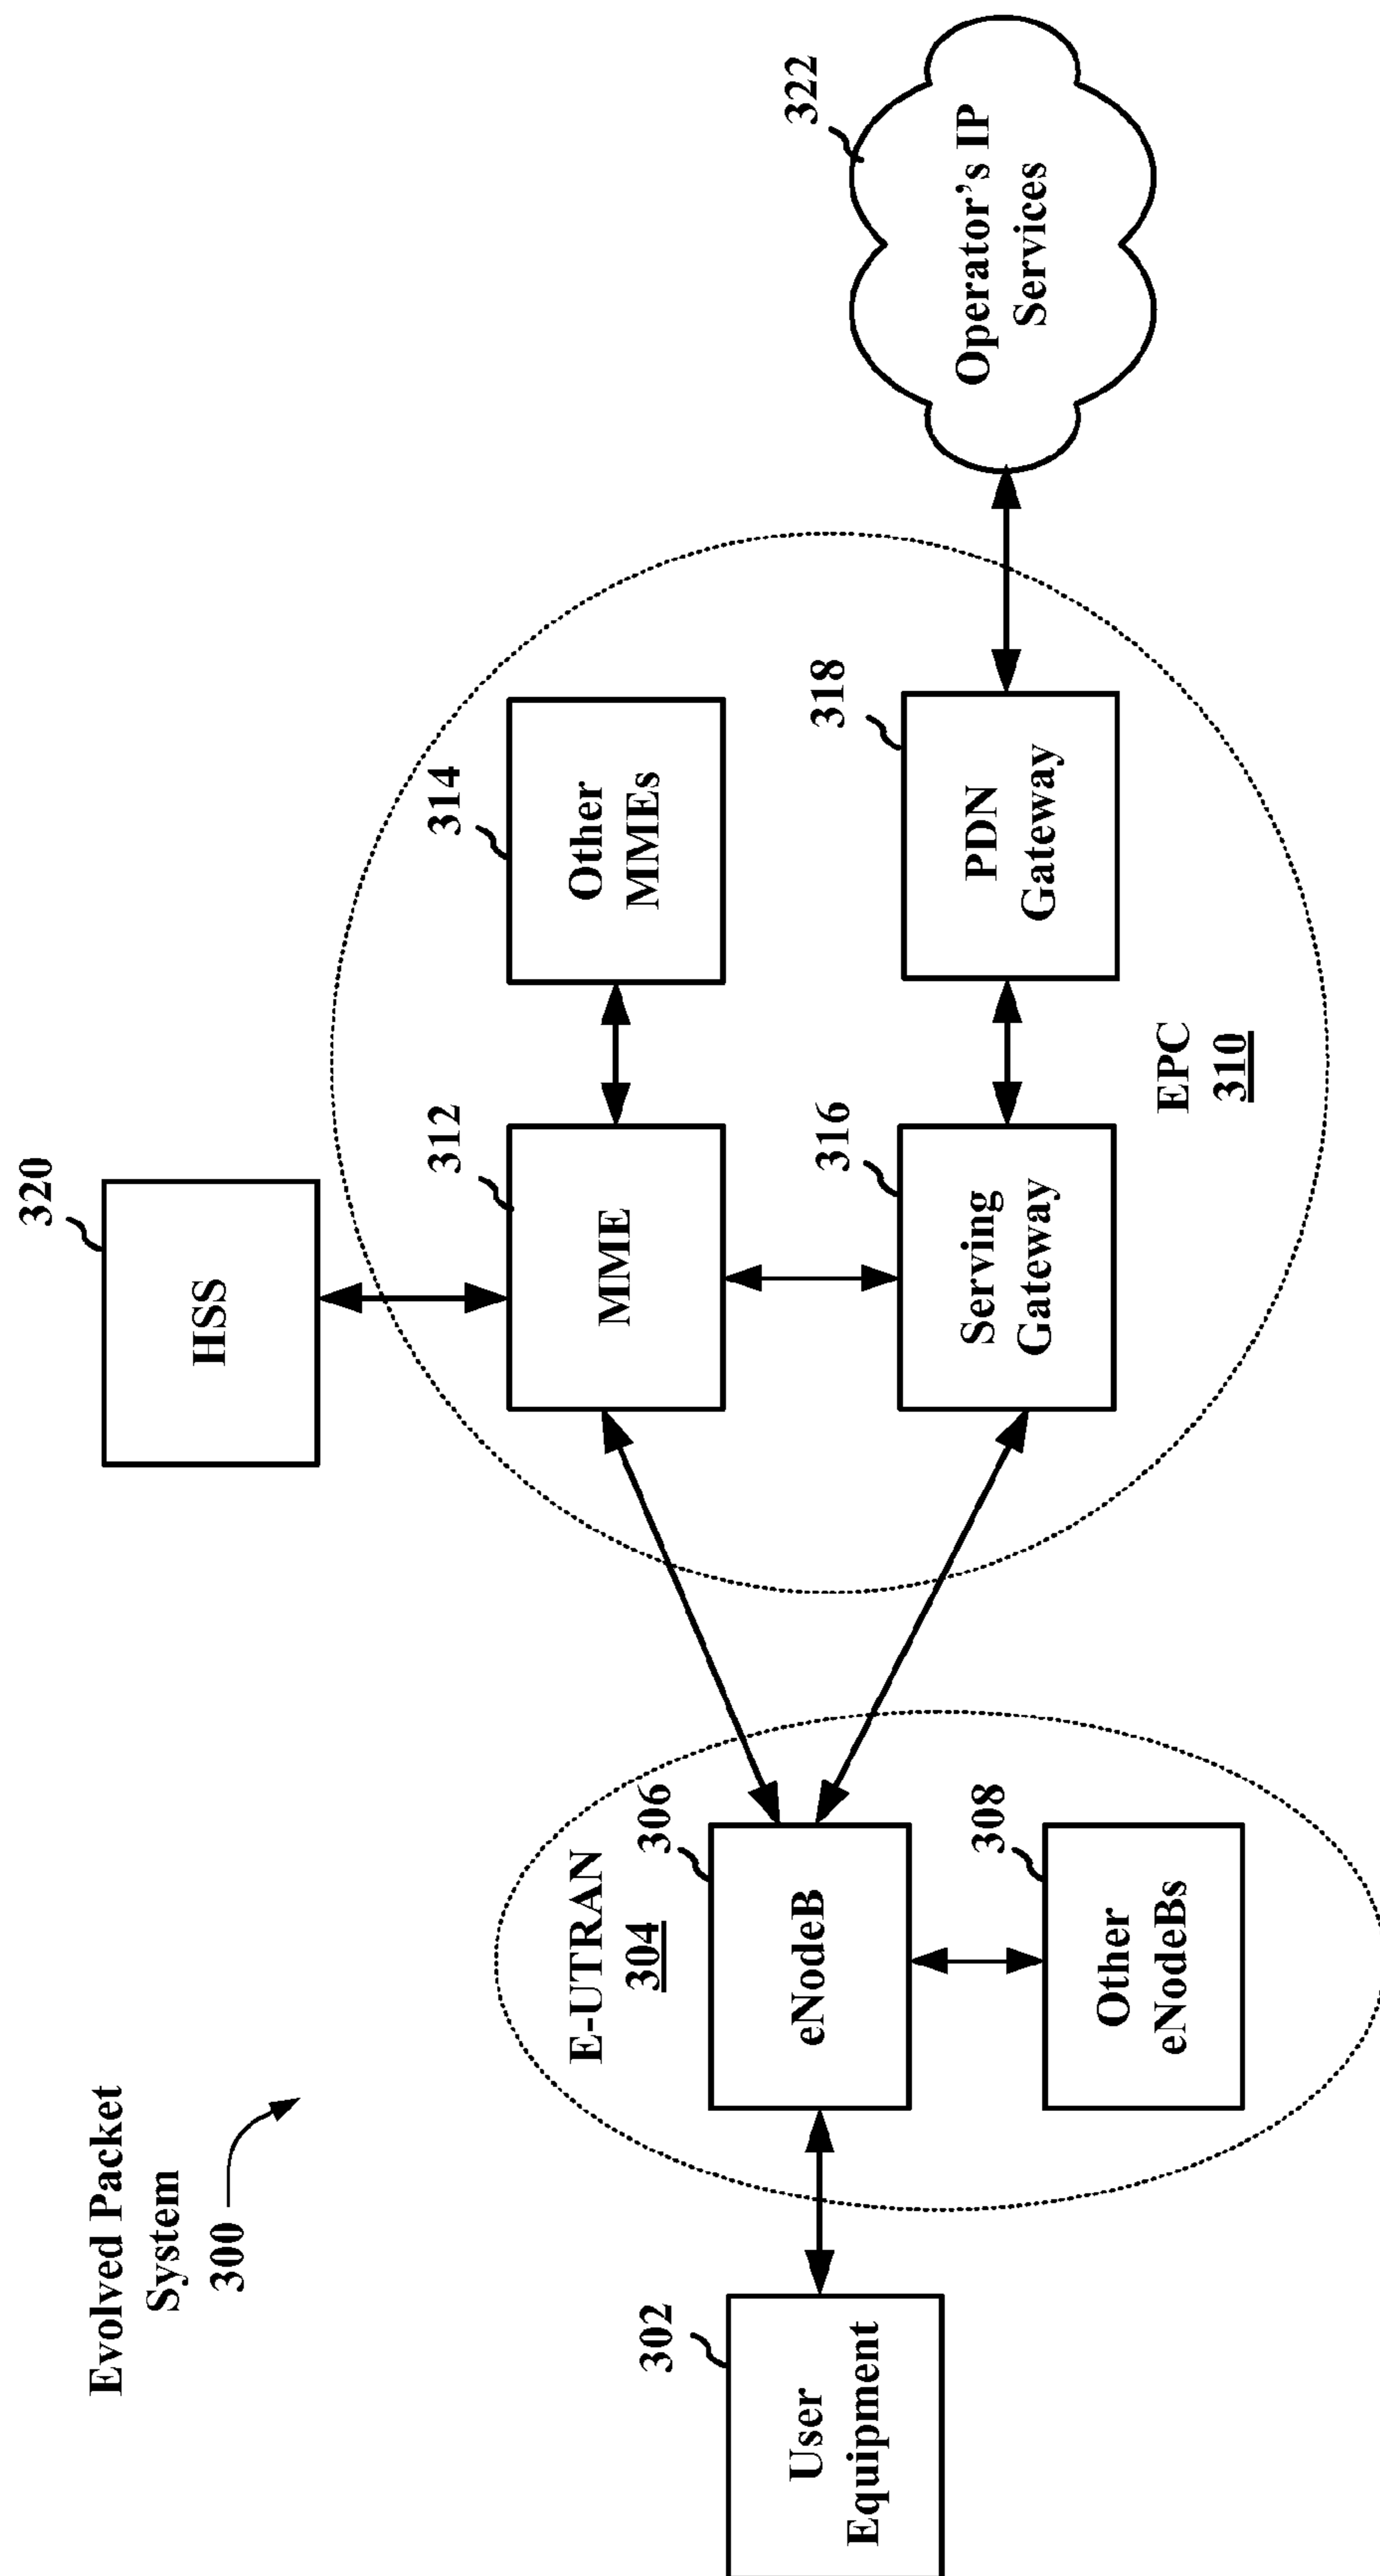 Evolved Packet
System
300
HSS
320
E-UTRAN
304
MME
312
Other
MMEs
314
User
Equipment
302
eNodeB
306
Other
eNodeBs
308
Serving
Gateway
316
PDN
Gateway
318
EPC
310
Operator's IP
Services
322